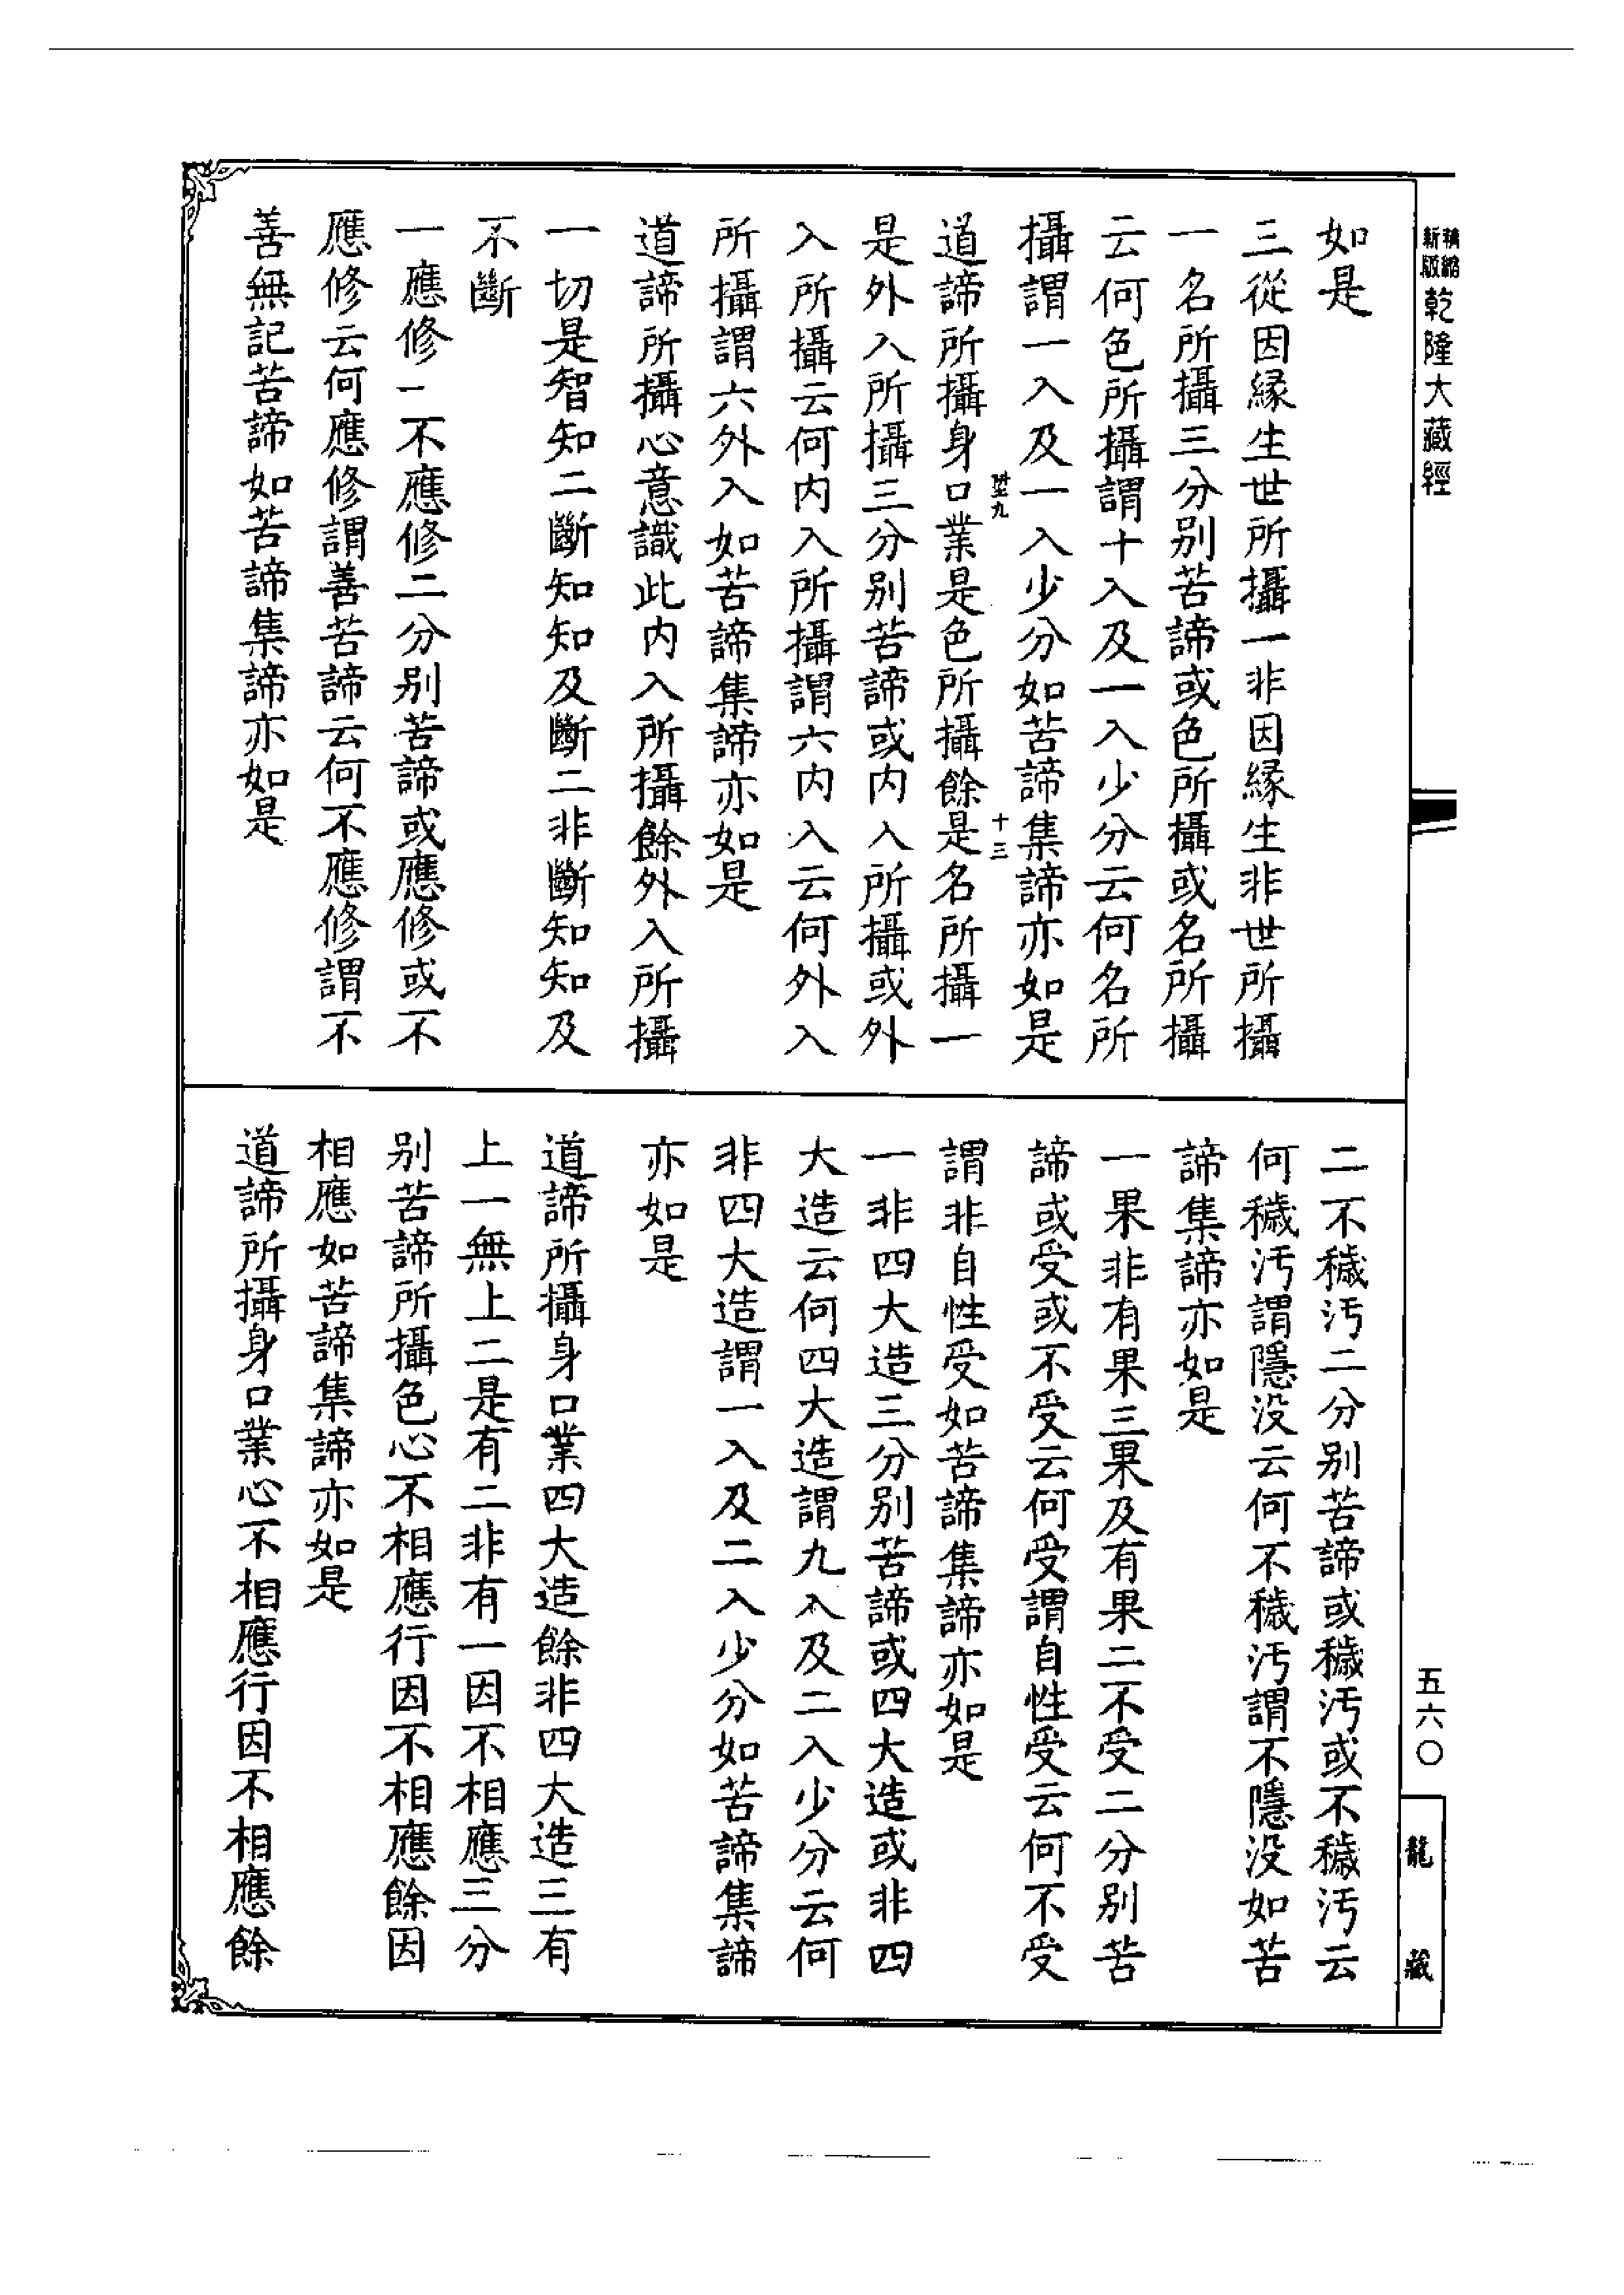 精縮
新版
乾隆大藏經
五六〇
龍藏
如是
三從因緣生世所攝一非因緣生非世所攝
一名所攝三分别苦諦或色所攝或名所攝
云何色所攝謂十入及一入少分云何名所
攝謂一入及一入少分如苦諦集諦亦如是
十三
道諦所攝身口業是色所攝餘是名所攝一
是外入所攝三分别苦諦或内入所攝或外
入所攝云何内入所攝謂六内入云何外入
所攝謂六外入如苦諦集諦亦如是
道諦所攝心意識此内入所攝餘外入所攝
一切是智知二斷知知及斷二非斷知知及
不斷
一應修一不應修二分别苦諦或應修或不
應修云何應修謂善苦諦云何不應修謂不
善無記苦諦如苦諦集諦亦如是
二不穢汚二分别苦諦或穢汚或不穢汚云
何穢汚謂隱没云何不穢汚謂不隱没如苦
諦集諦亦如是
一果非有果三果及有果二不受二分别苦
諦或受或不受云何受謂自性受云何不受
謂非自性受如苦諦集諦亦如是
一非四大造三分别苦諦或四大造或非四
大造云何四大造謂九入及二入少分云何
非四大造謂一入及二入少分如苦諦集諦
亦如是
道諦所攝身口業四大造餘非四大造三有
上一無上二是有二非有一因不相應三分
别苦諦所攝色心不相應行因不相應餘因
相應如苦諦集諦亦如是
道諦所攝身口業心不相應行因不相應餘